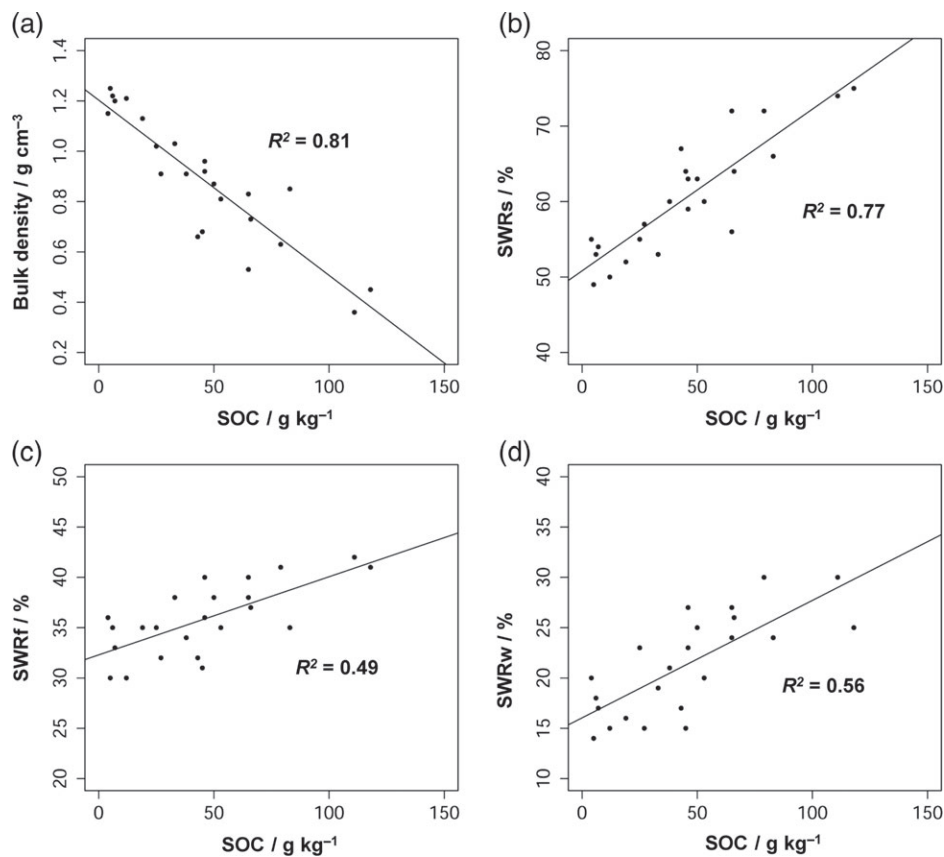 (a)
1.4
1.2
1.0
0.8
0.6
0.4
0.2
Bulk density / g cm⁻³
R² = 0.81
0 50 100 150
SOC / g kg⁻¹
(b)
80
70
60
50
40
SWRs / %
R² = 0.77
0 50 100 150
SOC / g kg⁻¹
(c)
50
45
40
35
30
25
20
SWRf / %
R² = 0.49
0 50 100 150
SOC / g kg⁻¹
(d)
40
35
30
25
20
15
10
SWRw / %
R² = 0.56
0 50 100 150
SOC / g kg⁻¹